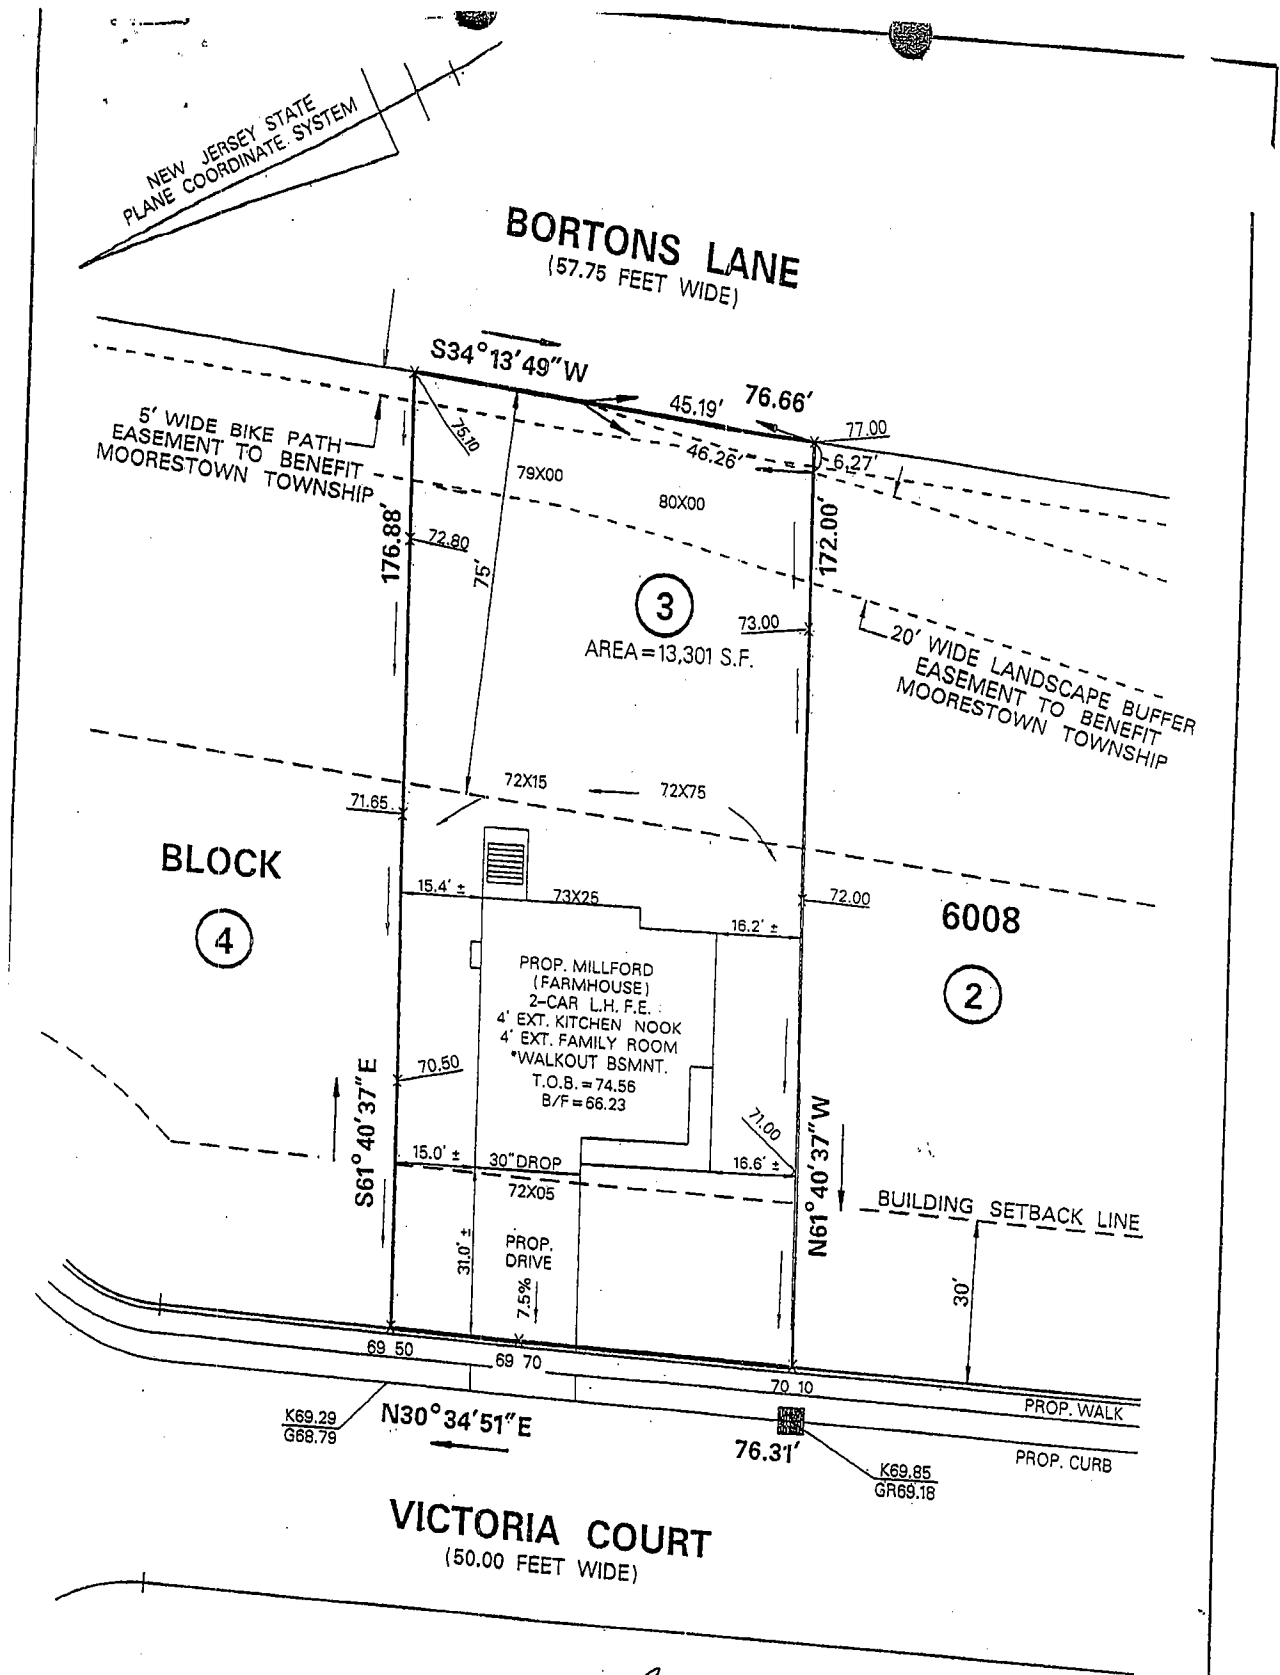 NEW JERSEY STATE
PLANE COORDINATE SYSTEM
BORTONS LANE
(57.75 FEET WIDE)
S34°13'49"W
45.19'
76.66'
77.00
75.10
46.26'
6.27'
5' WIDE BIKE PATH
EASEMENT TO BENEFIT
MOORESTOWN TOWNSHIP
79X00
80X00
176.88'
72.80
75'
172.00'
3
73.00
AREA=13,301 S.F.
20' WIDE LANDSCAPE BUFFER
EASEMENT TO BENEFIT
MOORESTOWN TOWNSHIP
72X15
72X75
71.65
BLOCK
4
15.4' ±
73X25
16.2' ±
72.00
6008
2
PROP. MILLFORD
(FARMHOUSE)
2-CAR L.H. F.E.
4' EXT. KITCHEN NOOK
4' EXT. FAMILY ROOM
*WALKOUT BSMNT.
T.O.B.=74.56
B/F=66.23
70.50
S61°40'37"E
71.00
N61°40'37"W
15.0' ±
30" DROP
16.6' ±
72X05
BUILDING SETBACK LINE
31.0' ±
PROP.
DRIVE
7.5%
30'
69 50
69 70
70 10
PROP. WALK
K69.29
G68.79
N30°34'51"E
76.31'
K69.85
GR69.18
PROP. CURB
VICTORIA COURT
(50.00 FEET WIDE)